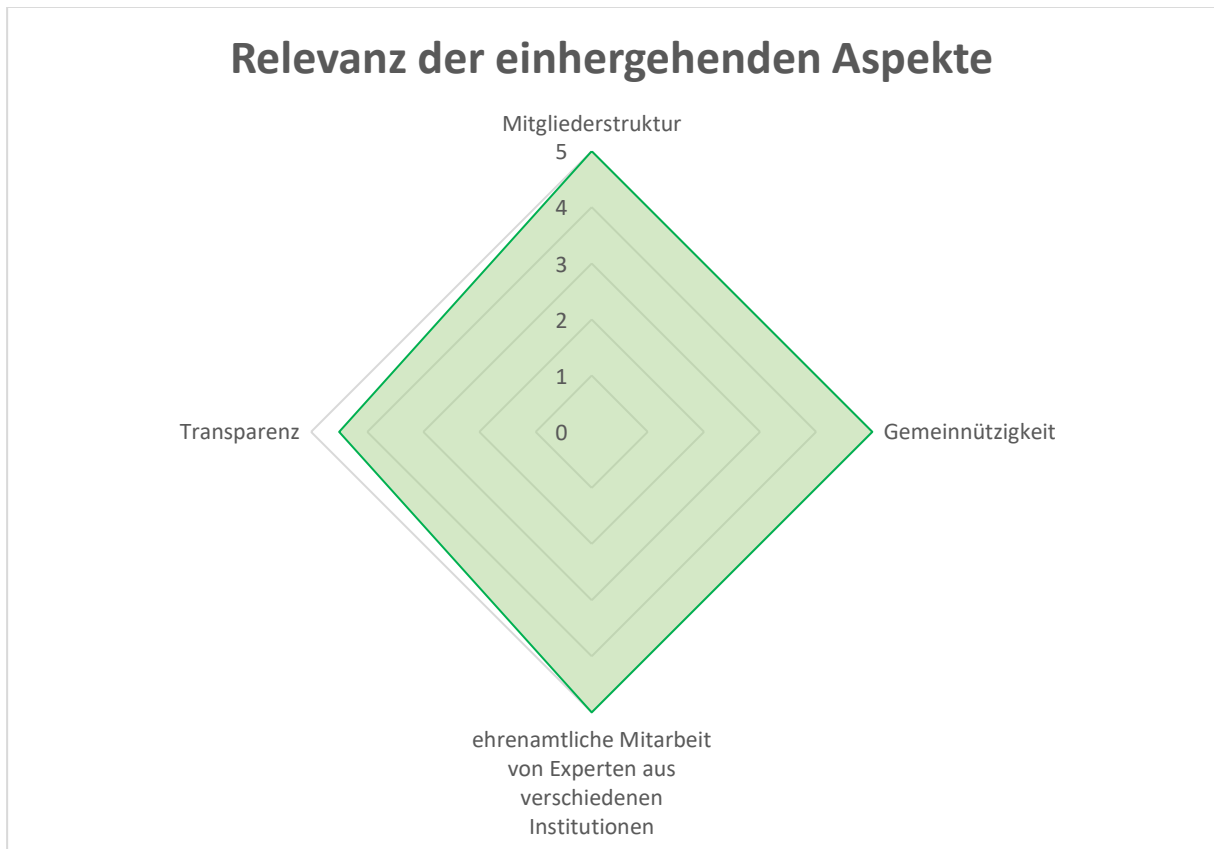 Relevanz der einhergehenden Aspekte
Mitgliederstruktur
5
4
3
2
1
0
Transparenz
Gemeinnützigkeit
ehrenamtliche Mitarbeit
von Experten aus
verschiedenen
Institutionen